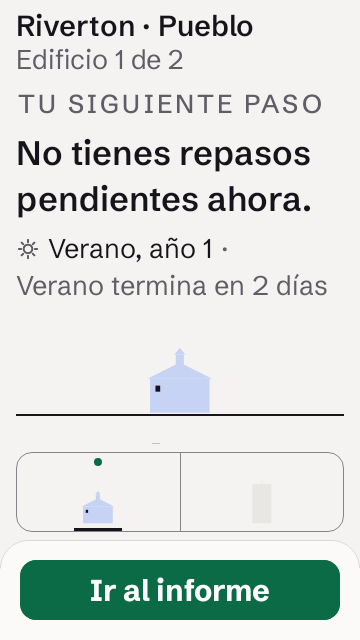 Riverton · Pueblo
Edificio 1 de 2
TU SIGUIENTE PASO
No tienes repasos
pendientes ahora.
Verano, año 1 ·
Verano termina en 2 días
Ir al informe